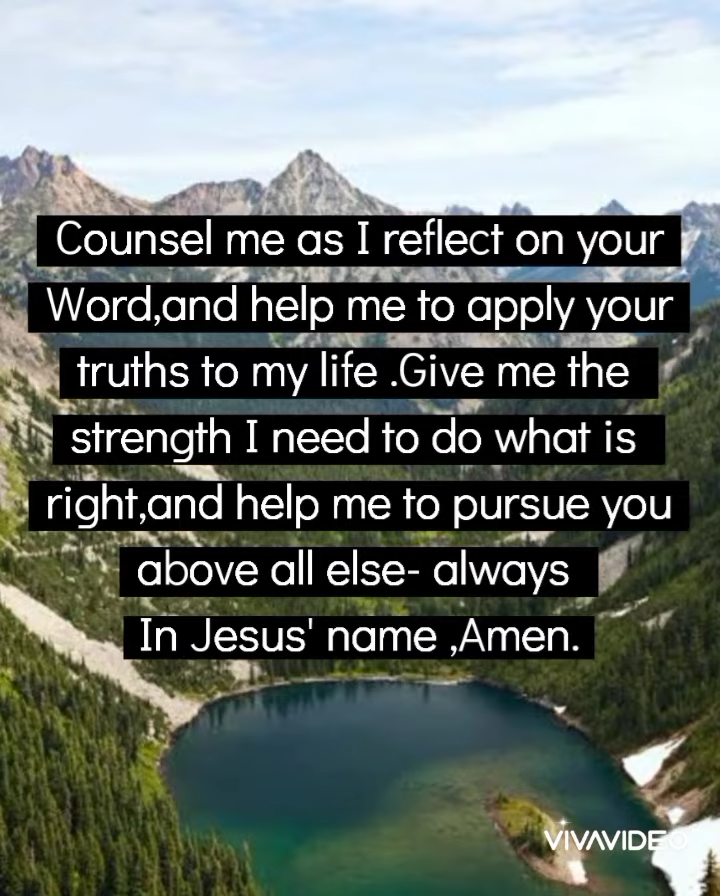 Counsel me as I reflect on your
Word,and help me to apply your
truths to my life .Give me the
strength I need to do what is
right,and help me to pursue you
above all else- always
In Jesus' name ,Amen.
VIVAVIDEO